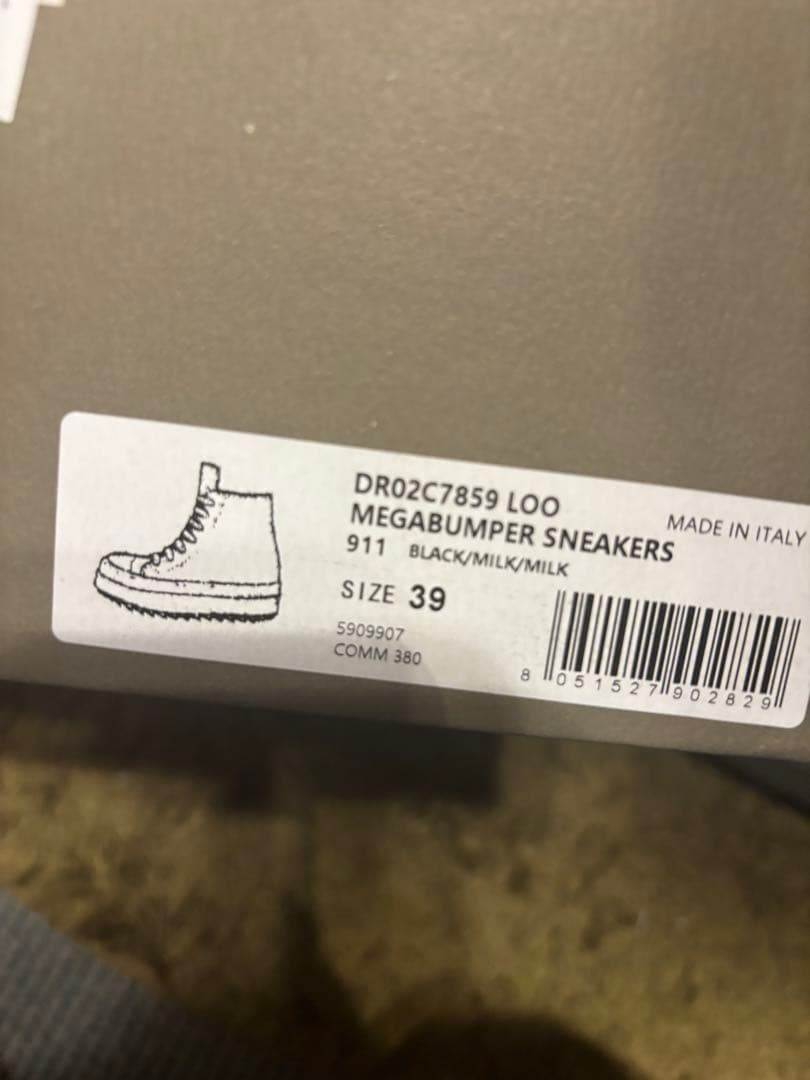 DR02C7859 LOO
MEGABUMPER SNEAKERS
911 BLACK/MILK/MILK
MADE IN ITALY
SIZE 39
5909907
COMM 380
8 051527 902829